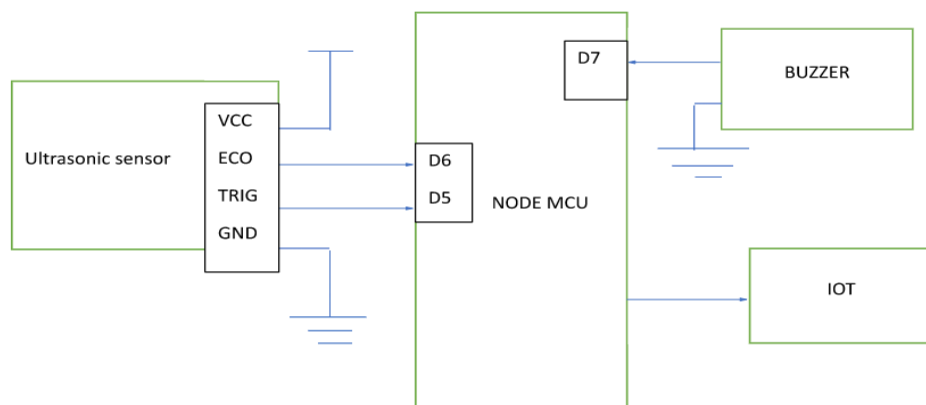 Ultrasonic sensor
VCC
ECO
TRIG
GND
D6
D5
NODE MCU
D7
BUZZER
IOT